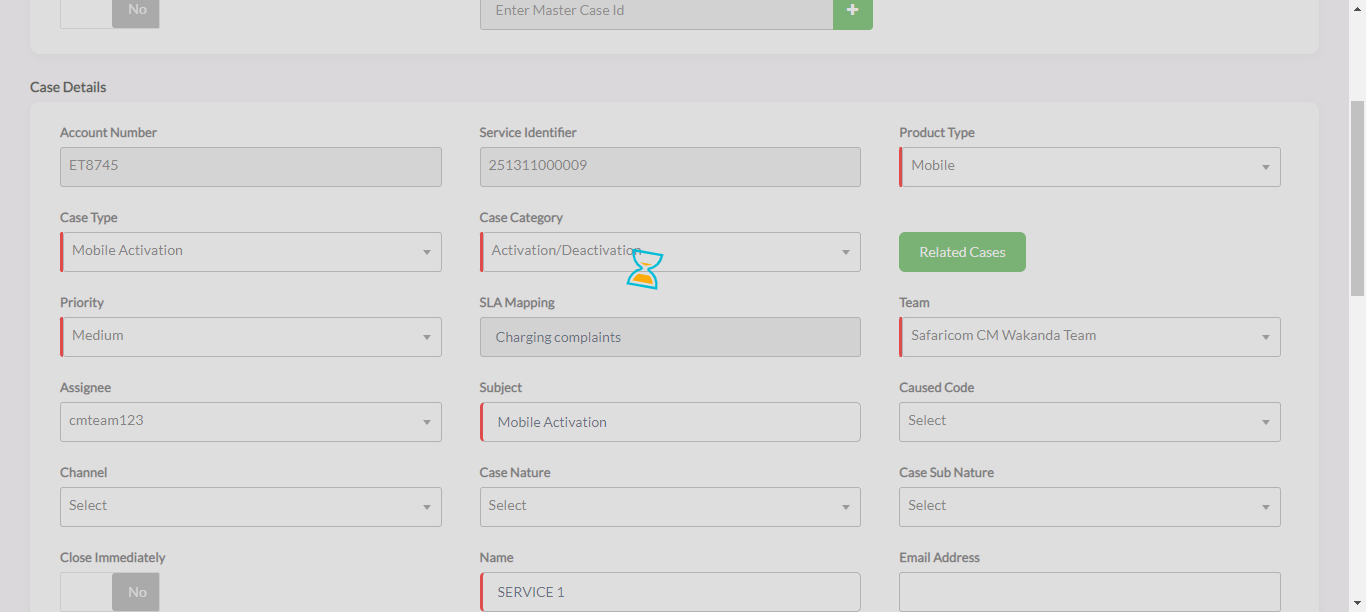 No
Enter Master Case Id
+
Case Details
Account Number
Service Identifier
Product Type
ET8745
251311000009
Mobile
Case Type
Case Category
Mobile Activation
Activation/Deactivation
Related Cases
Priority
SLA Mapping
Team
Medium
Charging complaints
Safaricom CM Wakanda Team
Assignee
Subject
Caused Code
cmteam123
Mobile Activation
Select
Channel
Case Nature
Case Sub Nature
Select
Select
Select
Close Immediately
Name
Email Address
No
SERVICE 1